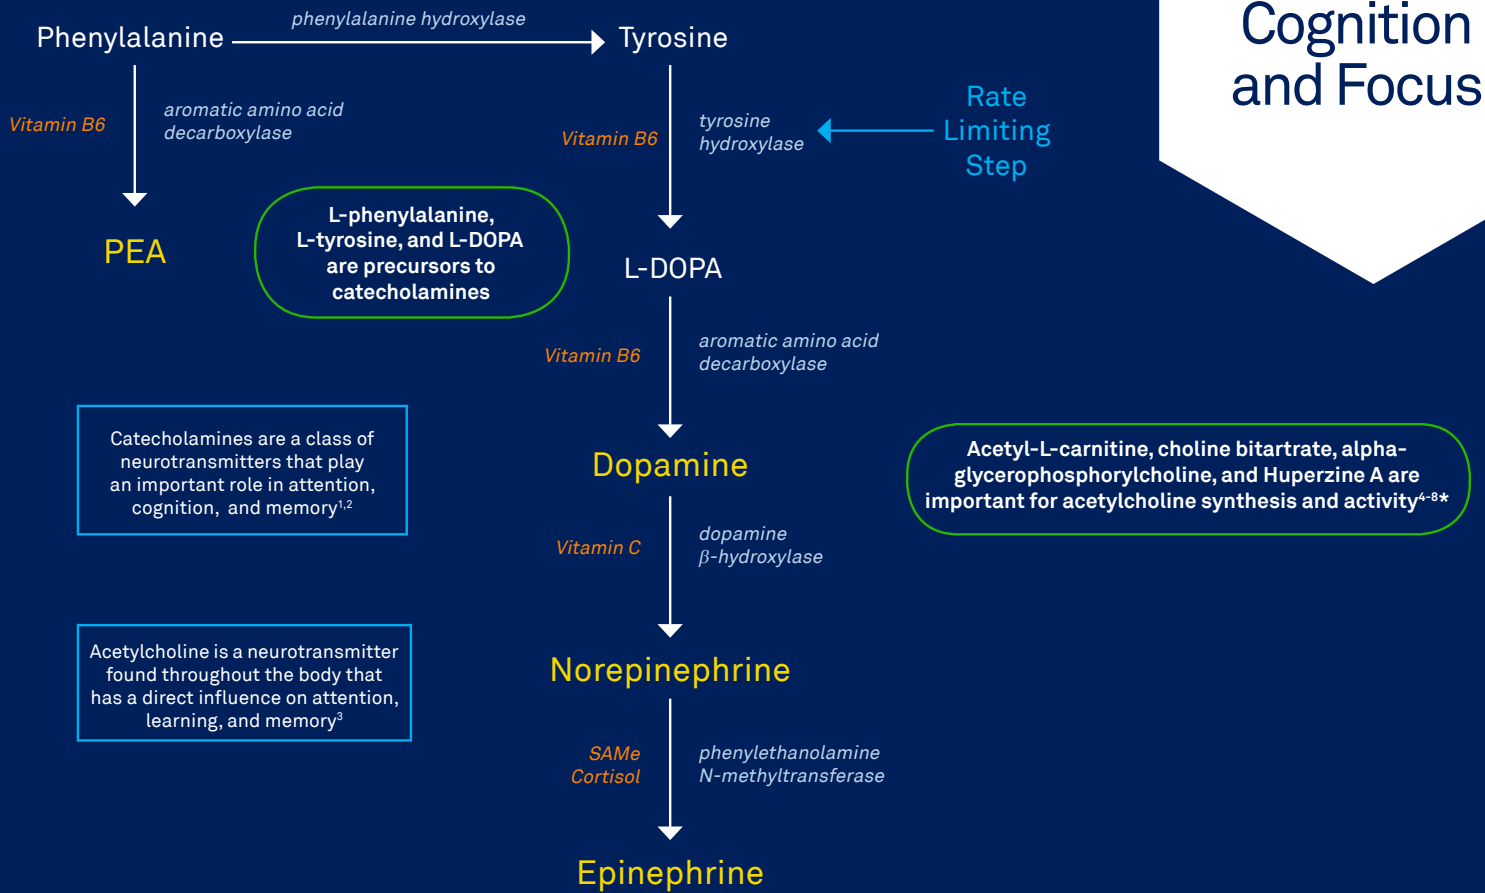 Cognition
and Focus
phenylalanine hydroxylase
Phenylalanine
Tyrosine
Vitamin B6
aromatic amino acid
decarboxylase
Vitamin B6
tyrosine
hydroxylase
Rate
Limiting
Step
PEA
L-phenylalanine,
L-tyrosine, and L-DOPA
are precursors to
catecholamines
L-DOPA
Vitamin B6
aromatic amino acid
decarboxylase
Catecholamines are a class of
neurotransmitters that play
an important role in attention,
cognition, and memory¹,²
Dopamine
Acetyl-L-carnitine, choline bitartrate, alpha-
glycerophosphorylcholine, and Huperzine A are
important for acetylcholine synthesis and activity⁴-⁸*
Vitamin C
dopamine
β-hydroxylase
Acetylcholine is a neurotransmitter
found throughout the body that
has a direct influence on attention,
learning, and memory³
Norepinephrine
SAMe
Cortisol
phenylethanolamine
N-methyltransferase
Epinephrine